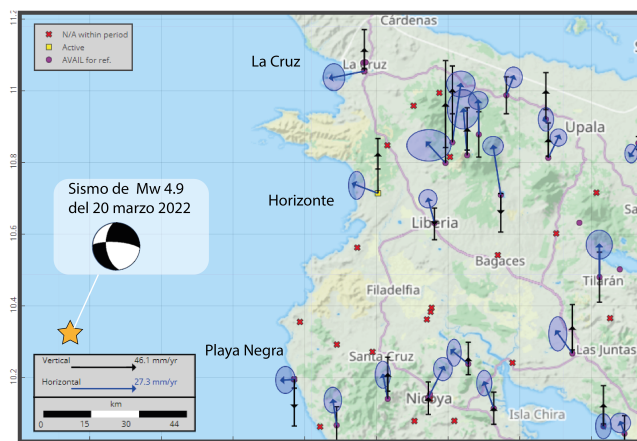 11.2
Cárdenas
N/A within period
Active
AVAIL for ref.
La Cruz
La Cruz
11
Upala
10.8
Sismo de Mw 4.9
del 20 marzo 2022
Horizonte
Liberia
10.6
Bagaces
Tilarán
Filadelfia
10.4
Playa Negra
Santa Cruz
Las Juntas
Vertical 46.1 mm/yr
Horizontal 27.3 mm/yr
10.2
km
0 15 30 44
Nicoya
Isla Chira